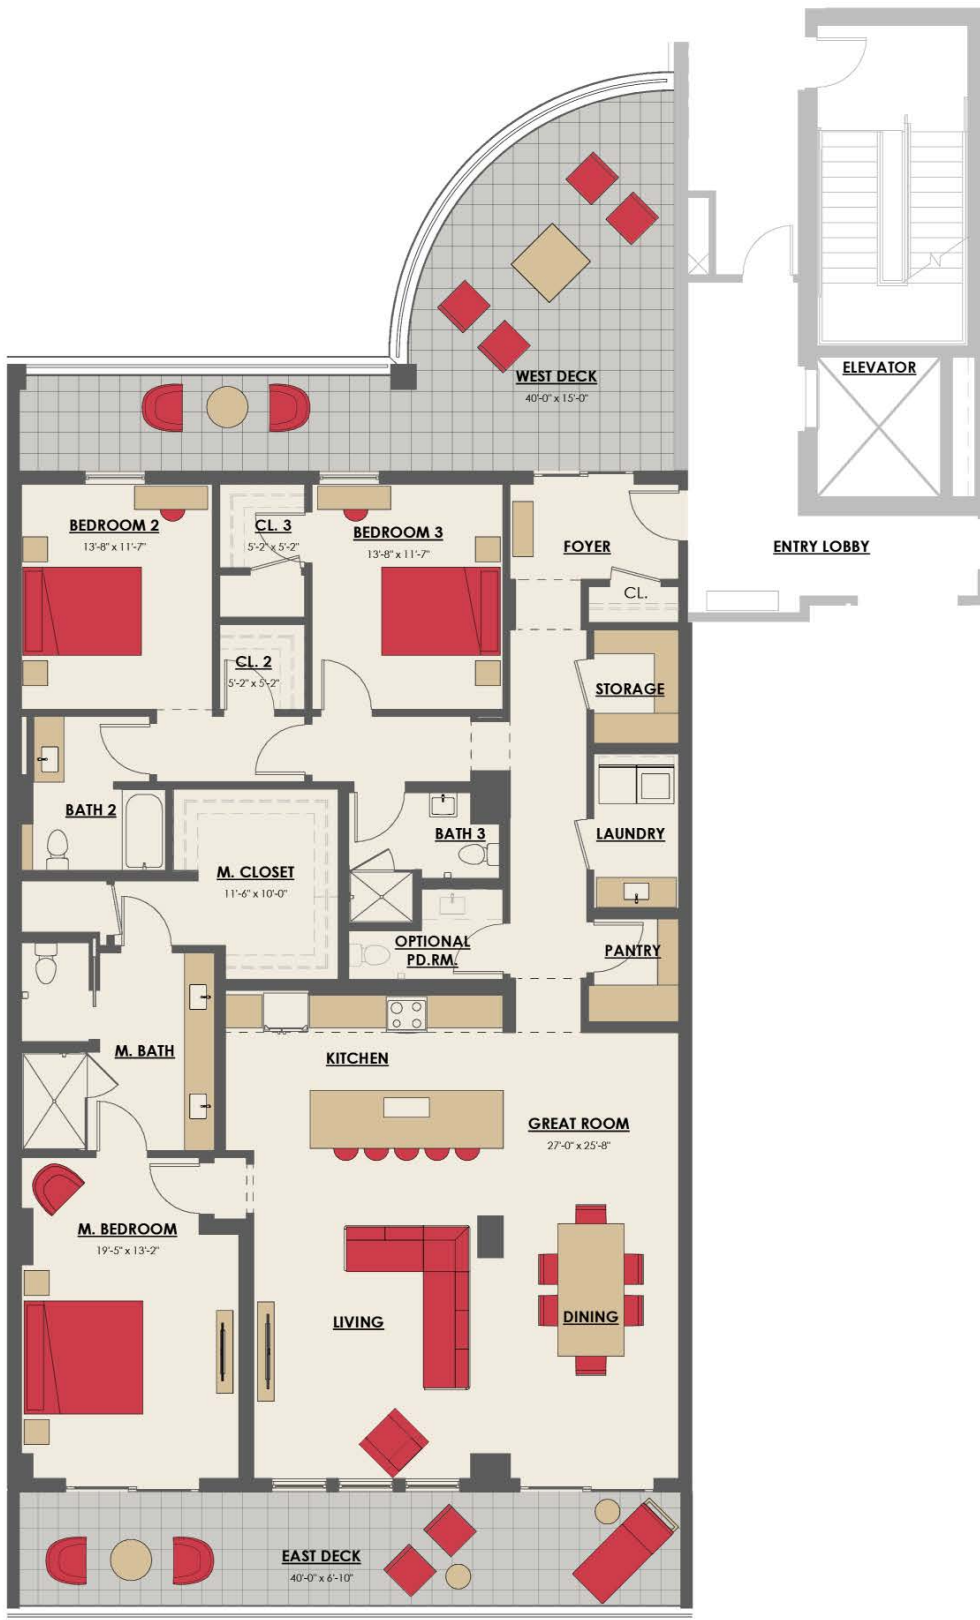 ELEVATOR
WEST DECK
40'-0" x 15'-0"
BEDROOM 2
13'-8" x 11'-7"
CL. 3
5'-2" x 5'-2"
BEDROOM 3
13'-8" x 11'-7"
FOYER
ENTRY LOBBY
CL.
CL. 2
5'-2" x 5'-2"
STORAGE
BATH 2
BATH 3
LAUNDRY
M. CLOSET
11'-6" x 10'-0"
OPTIONAL
PD.RM.
PANTRY
M. BATH
KITCHEN
GREAT ROOM
27'-0" x 25'-8"
M. BEDROOM
19'-5" x 13'-2"
LIVING
DINING
EAST DECK
40'-0" x 6'-10"